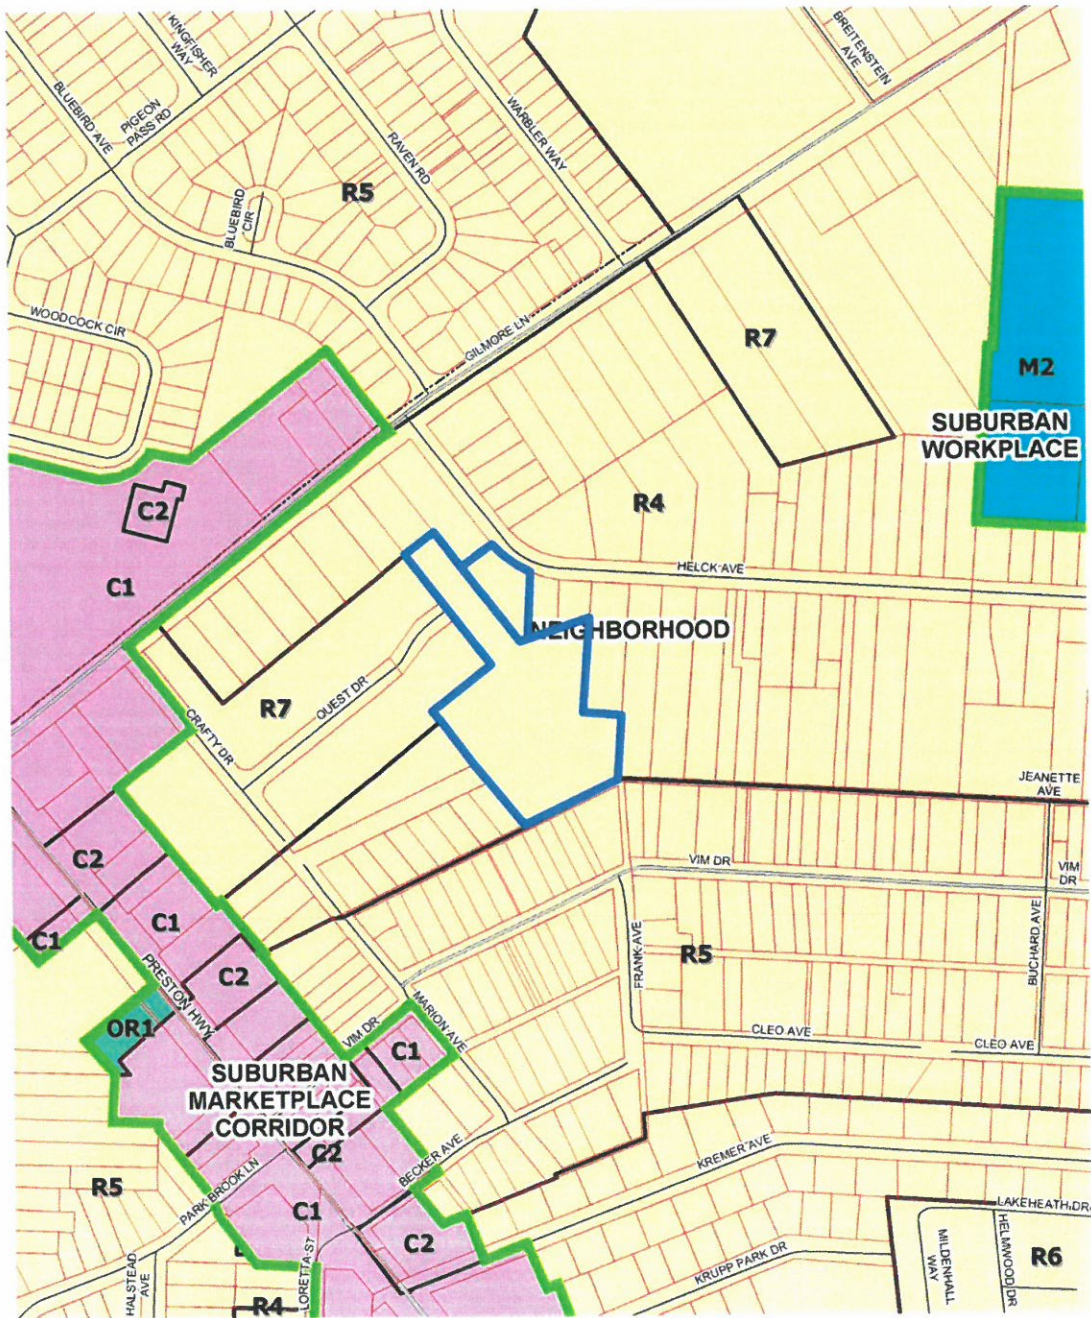 KINGFISHER
WAY
BREITENSTEIN
AVE
BLUEBIRD AVE
PIGEON
PASS RD
WARBLER WAY
RAVEN RD
R5
BLUEBIRD
CIR
WOODCOCK CIR
GILMORE LN
R7
M2
SUBURBAN
WORKPLACE
C2
R4
C1
HELCK AVE
NEIGHBORHOOD
QUEST DR
R7
CRAFTY DR
JEANETTE
AVE
C2
VIM DR
VIM
DR
C1
C1
C2
FRANK AVE
R5
BUCHARD AVE
PRESTON HWY
MARION AVE
OR1
VIM DR
C1
CLEO AVE
CLEO AVE
SUBURBAN
MARKETPLACE
CORRIDOR
C2
BECKER AVE
KREMER AVE
R5
PARK BROOK LN
C1
LAKEHEATH DR
C2
MILDENHALL
WAY
HELMWOOD DR
R6
KRUPP PARK DR
HALSTEAD
AVE
LORETTA ST
R4